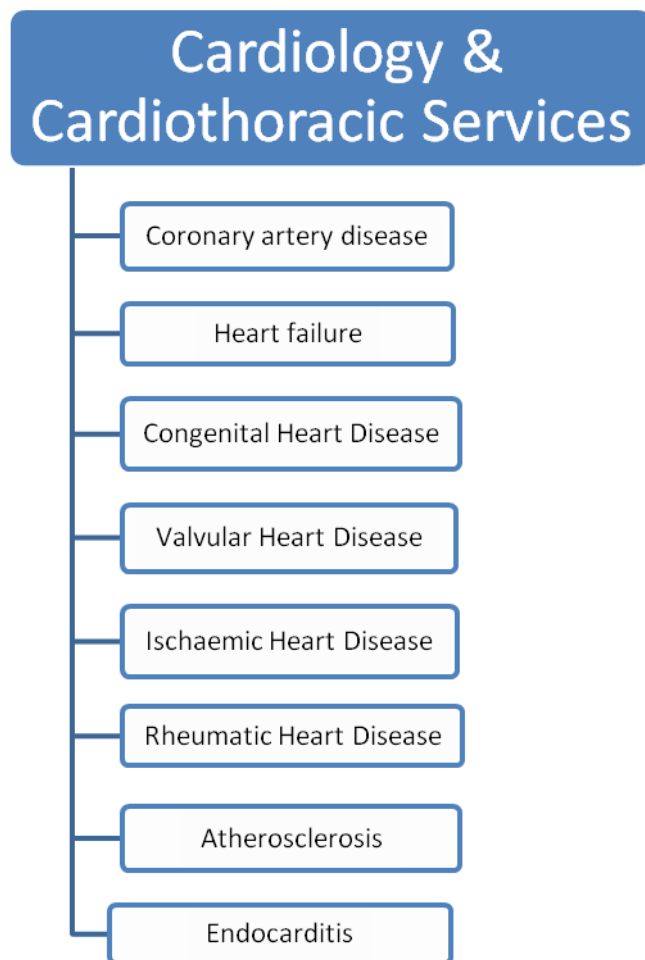 Cardiology &
Cardiothoracic Services
Coronary artery disease
Heart failure
Congenital Heart Disease
Valvular Heart Disease
Ischaemic Heart Disease
Rheumatic Heart Disease
Atherosclerosis
Endocarditis